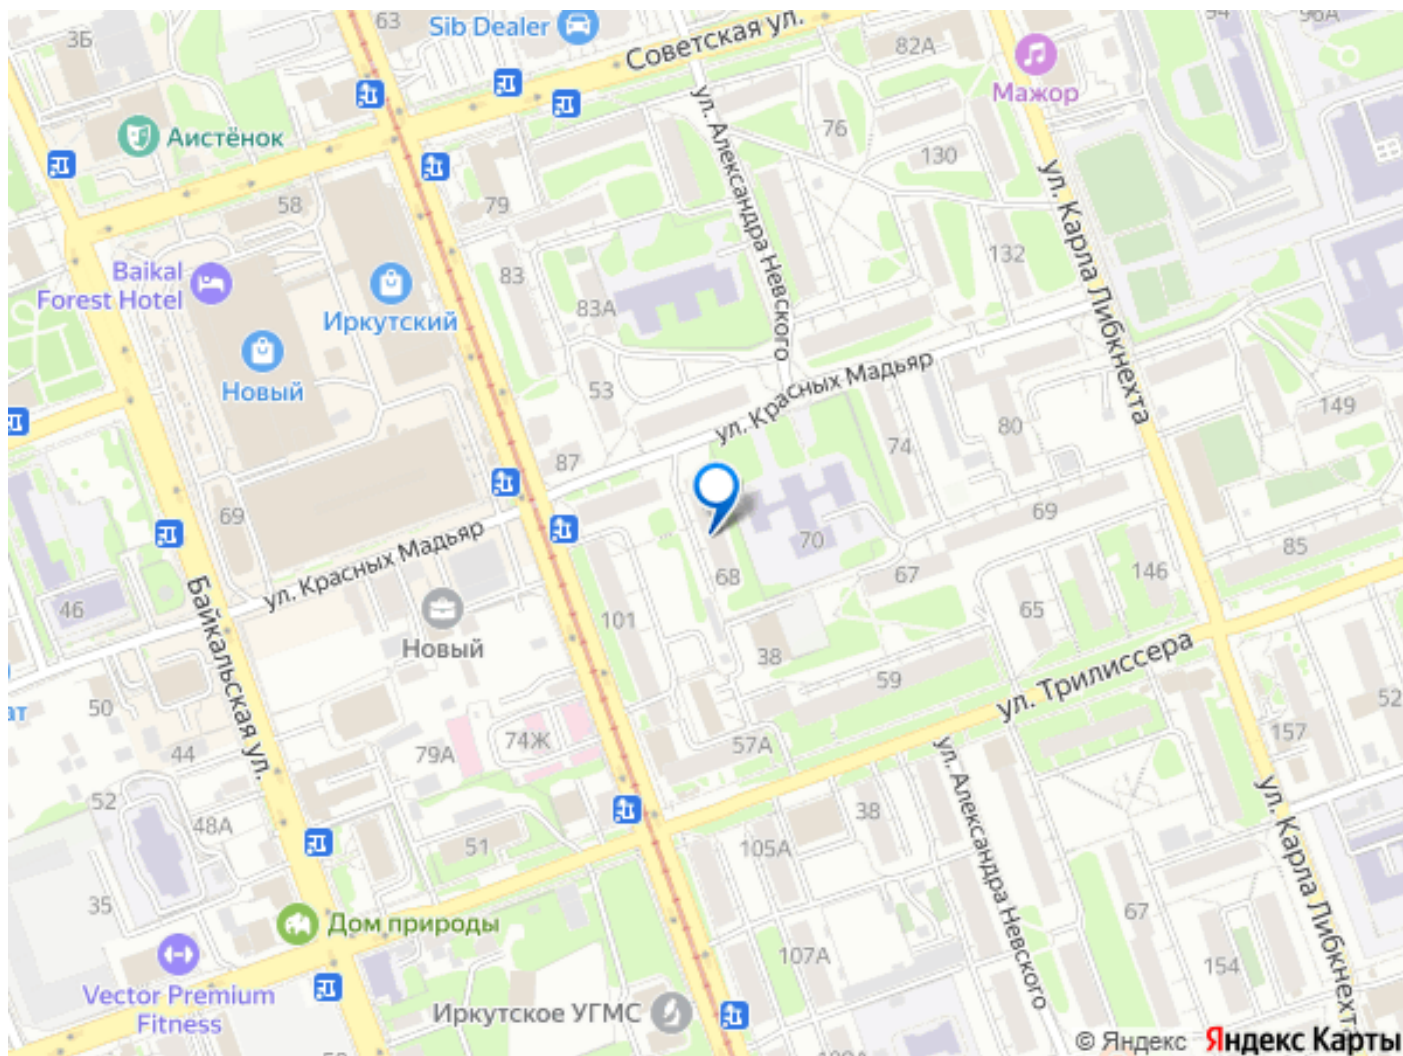 3Б
63
Sib Dealer
Советская ул.
82А
Мажор
Аистёнок
ул. Александра Невского
76
130
ул. Карла Либкнехта
58
79
83
132
Baikal
Forest Hotel
83А
Иркутский
Новый
53
ул. Красных Мадьяр
149
80
74
87
69
69
ул. Красных Мадьяр
70
85
68
67
146
46
Байкальская ул.
65
101
Новый
38
59
ул. Трилиссера
ат
50
52
44
79А
74Ж
57А
157
52
48А
38
51
105А
ул. Александра Невского
ул. Карла Либкнехта
35
67
Дом природы
107А
154
Vector Premium
Fitness
Иркутское УГМС
© Яндекс Яндекс Карты